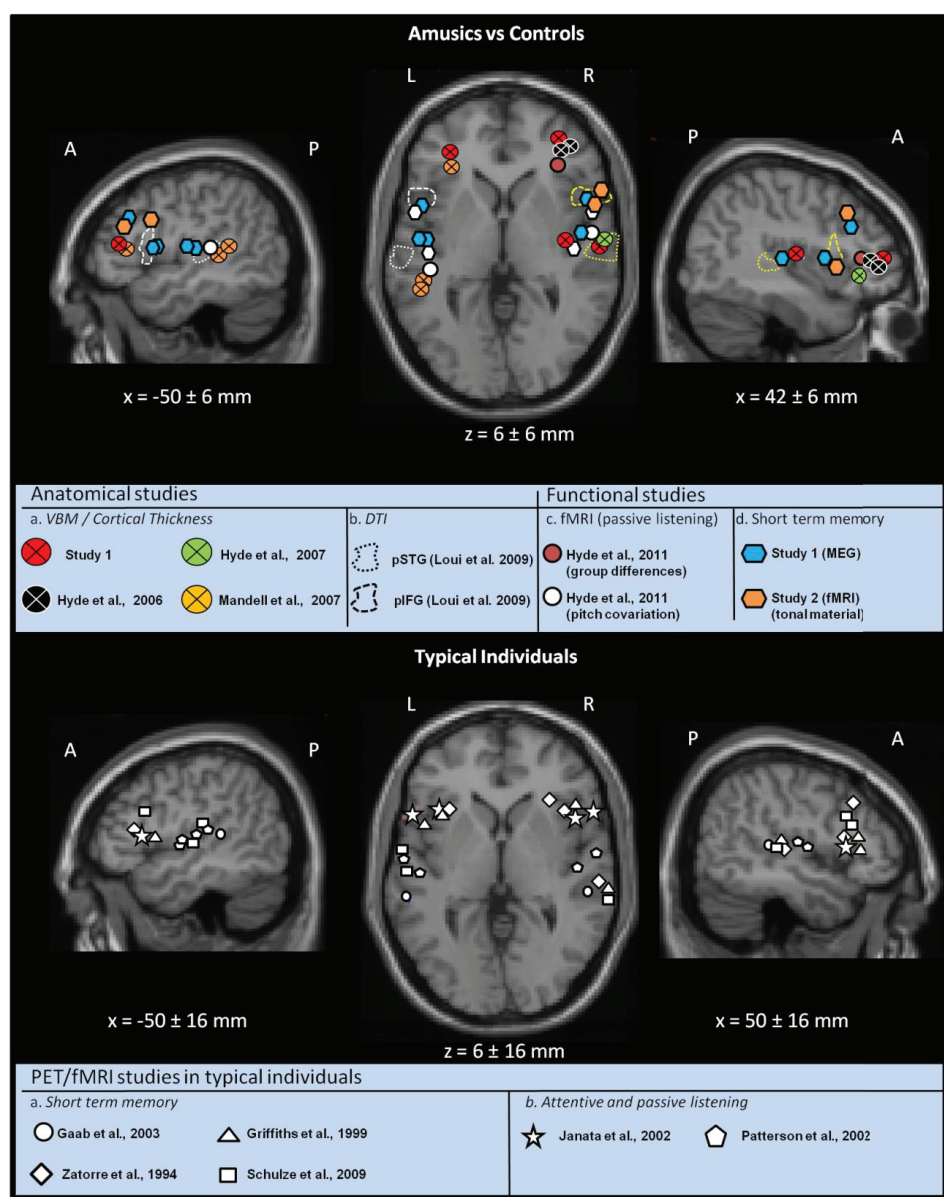 Amusics vs Controls
L R
A P
P A
x = -50 ± 6 mm
z = 6 ± 6 mm
x = 42 ± 6 mm
Anatomical studies
a. VBM / Cortical Thickness
Study 1
Hyde et al., 2007
Hyde et al., 2006
Mandell et al., 2007
b. DTI
pSTG (Loui et al. 2009)
pIFG (Loui et al. 2009)
Functional studies
c. fMRI (passive listening)
Hyde et al., 2011
(group differences)
Hyde et al., 2011
(pitch covariation)
d. Short term memory
Study 1 (MEG)
Study 2 (fMRI)
(tonal material)
Typical Individuals
L R
A P
P A
x = -50 ± 16 mm
z = 6 ± 16 mm
x = 50 ± 16 mm
PET/fMRI studies in typical individuals
a. Short term memory
Gaab et al., 2003
Griffiths et al., 1999
Zatorre et al., 1994
Schulze et al., 2009
b. Attentive and passive listening
Janata et al., 2002
Patterson et al., 2002